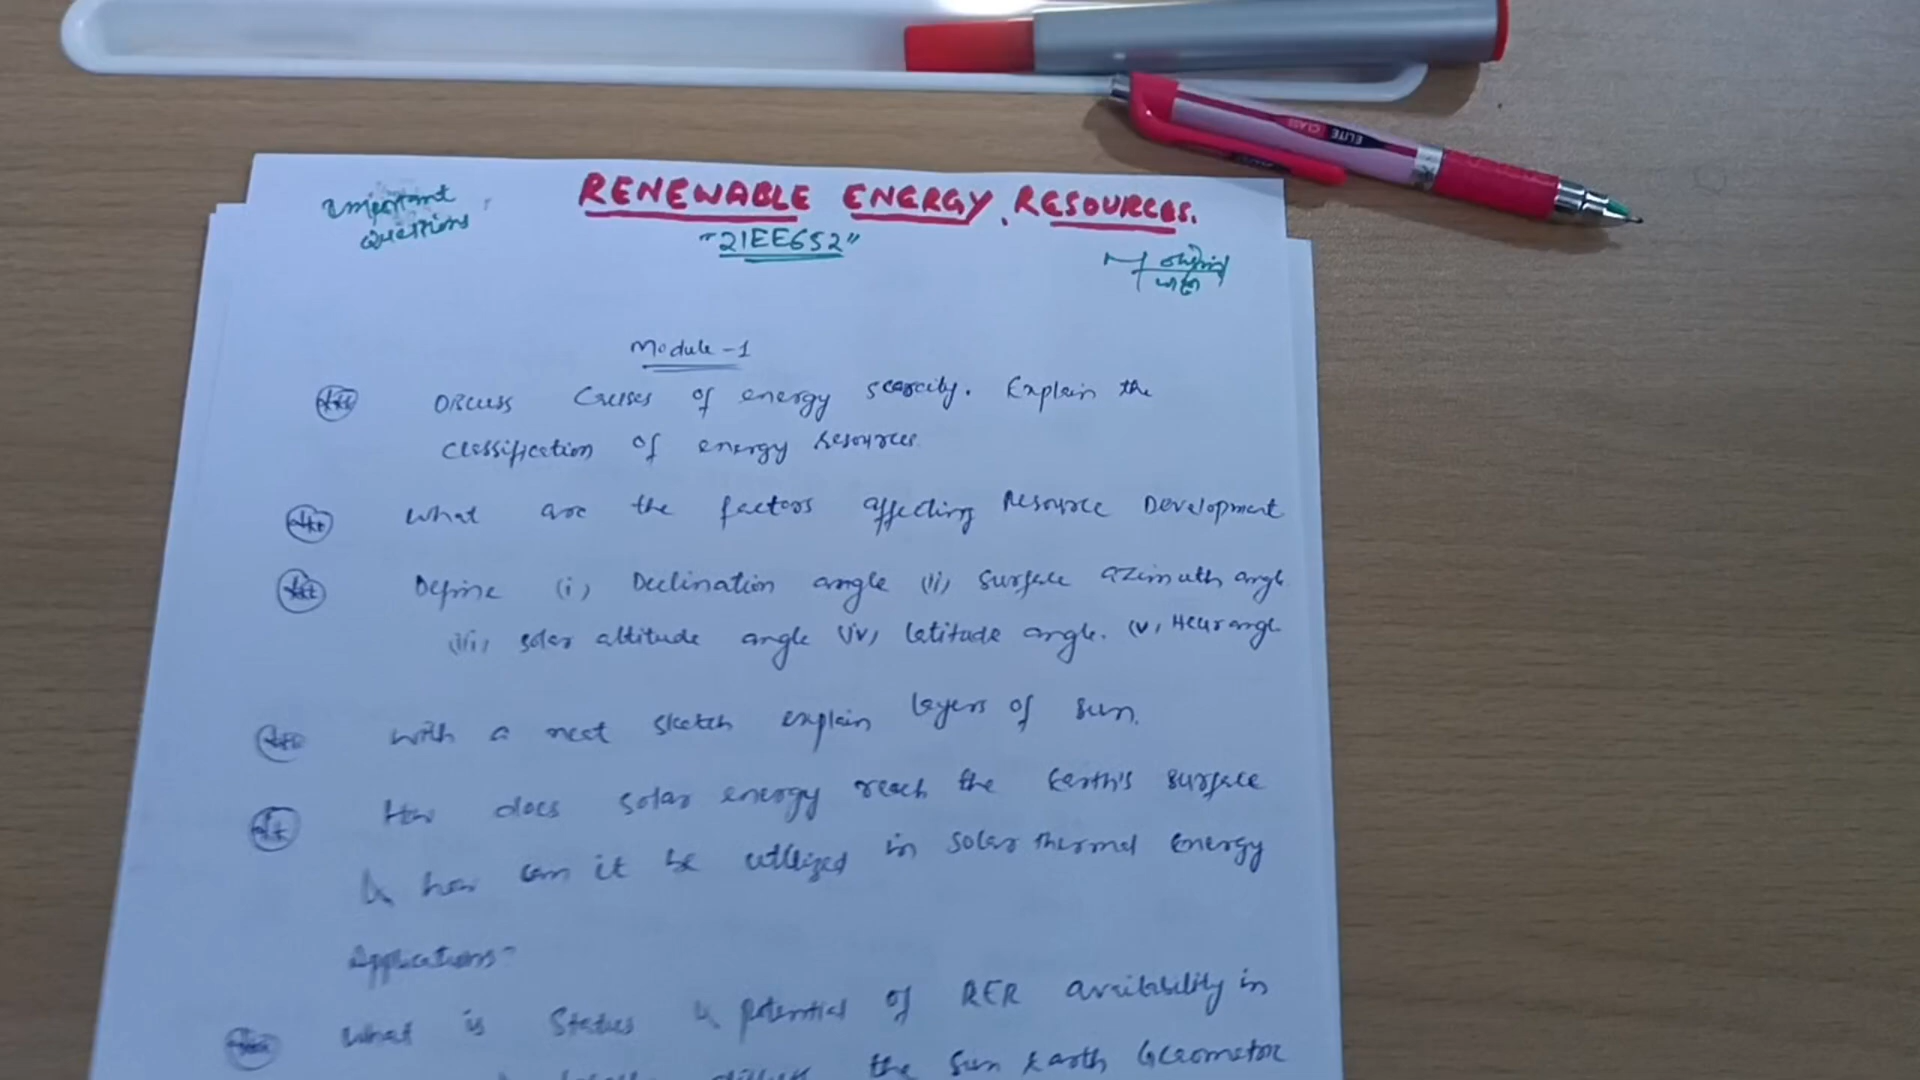 Important
Questions
RENEWABLE ENERGY RESOURCES.
"21EE652"
Module-1
Discuss Causes of energy scarcity. Explain the
classification of energy resources.
What are the factors affecting Resource Development
Define (i) Declination angle (ii) Surface azimuth angle
(iii) solar altitude angle (iv) latitude angle. (v) Hour angle
with a neat sketch explain layers of sun.
How does solar energy reach the Earth's surface
& how can it be utilized in solar thermal energy
Applications
What is Status & potential of RER availability in
the Sun Earth Geometric
ELITE CLASS